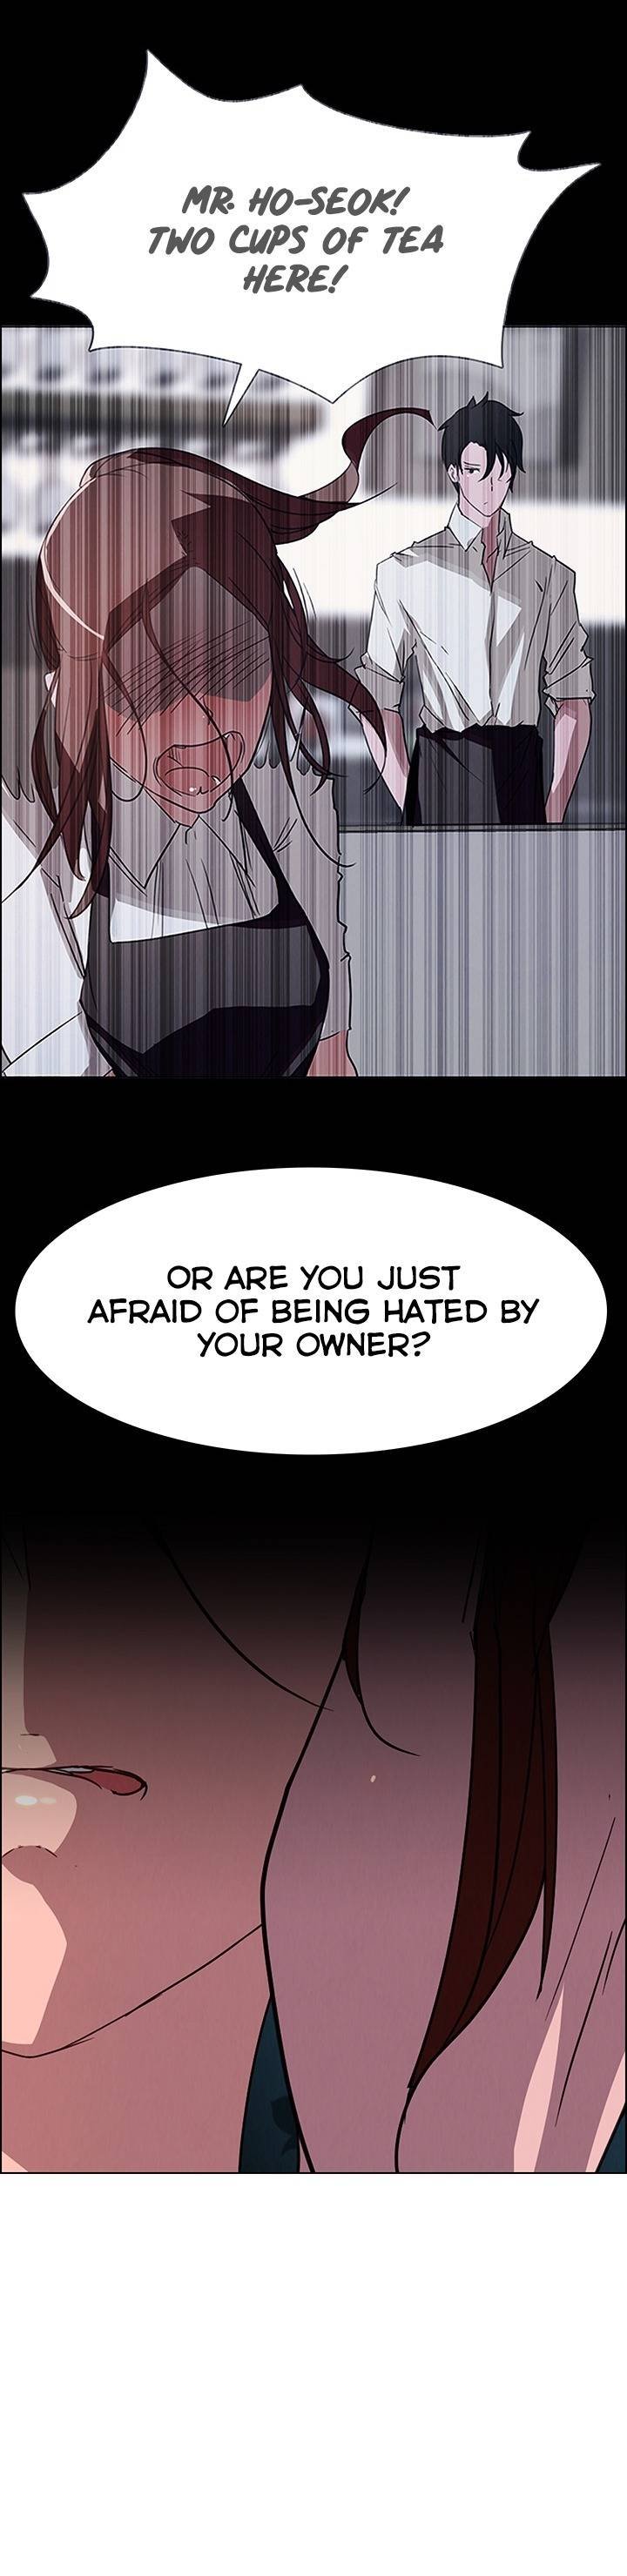 MR. HO-SEOK!
TWO CUPS OF TEA
HERE!
OR ARE YOU JUST
AFRAID OF BEING HATED BY
YOUR OWNER?